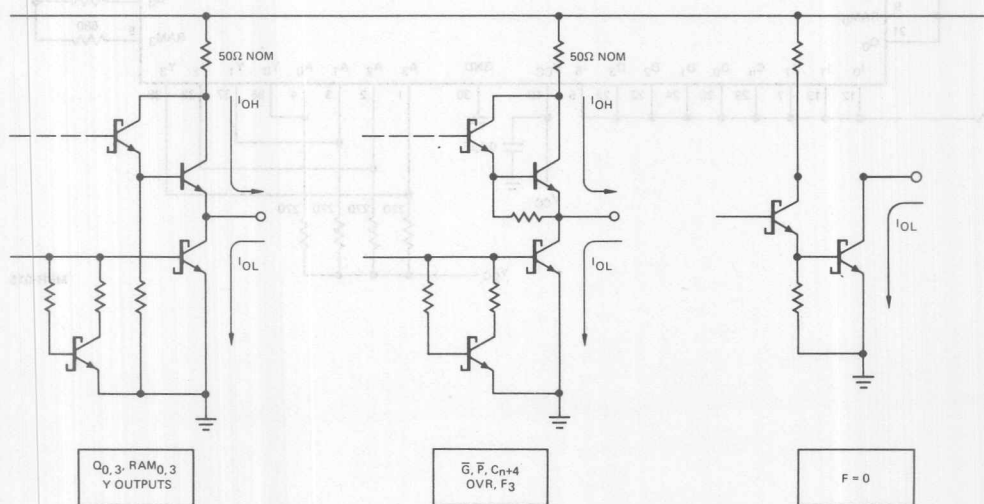 50Ω NOM
I_OH
I_OL
50Ω NOM
I_OH
I_OL
I_OL
Q₀,₃, RAM₀,₃
Y OUTPUTS
G̅, P̅, Cₙ₊₄
OVR, F₃
F = 0